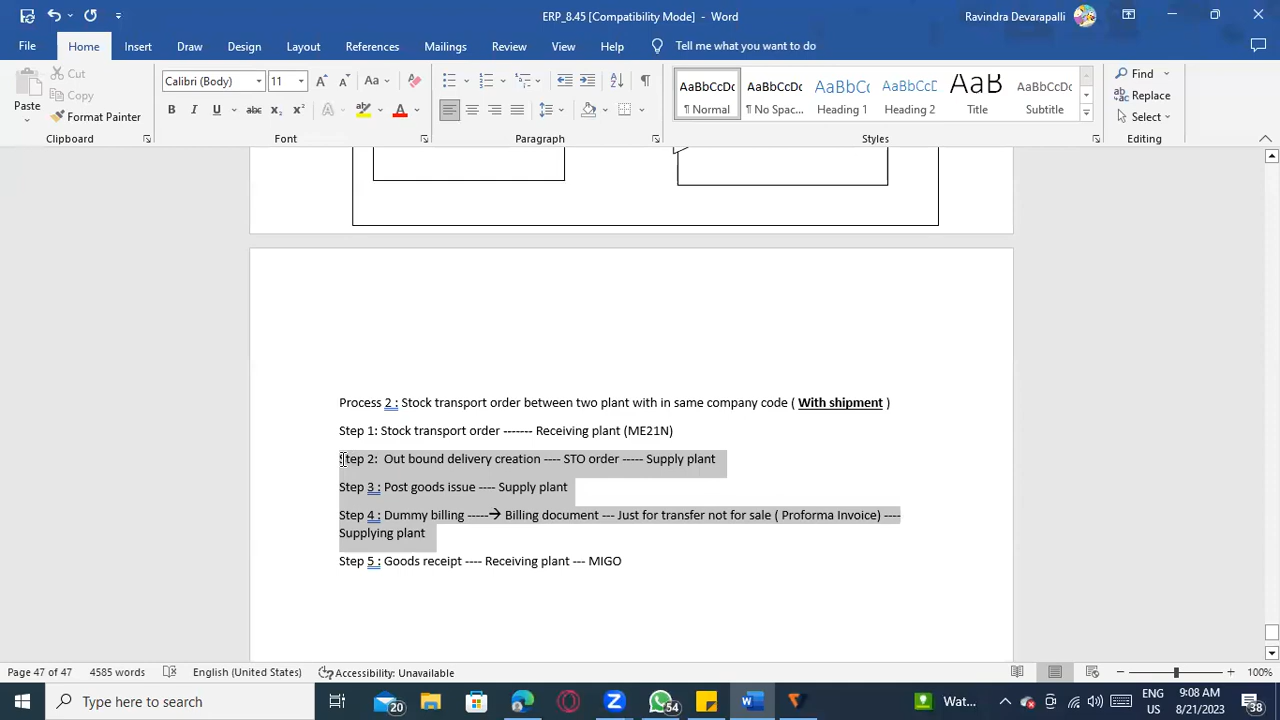 ERP_8.45 [Compatibility Mode] - Word
Ravindra Devarapalli
File Home Insert Draw Design Layout References Mailings Review View Help Tell me what you want to do
Paste
Cut
Copy
Format Painter
Clipboard
Calibri (Body) 11
Font
Paragraph
AaBbCcDc AaBbCcDc AaBbCcD AaBbCcD AaB AaBbCcD
¶ Normal ¶ No Spac... Heading 1 Heading 2 Title Subtitle
Styles
Find
Replace
Select
Editing
Process 2 : Stock transport order between two plant with in same company code ( With shipment )
Step 1: Stock transport order ------- Receiving plant (ME21N)
Step 2: Out bound delivery creation ---- STO order ----- Supply plant
Step 3 : Post goods issue ---- Supply plant
Step 4 : Dummy billing -----→ Billing document --- Just for transfer not for sale ( Proforma Invoice) ----
Supplying plant
Step 5 : Goods receipt ---- Receiving plant --- MIGO
Page 47 of 47 4589 words English (United States) Accessibility: Unavailable 100%
Type here to search
20
54
Wat...
ENG
US
9:08 AM
8/21/2023
38